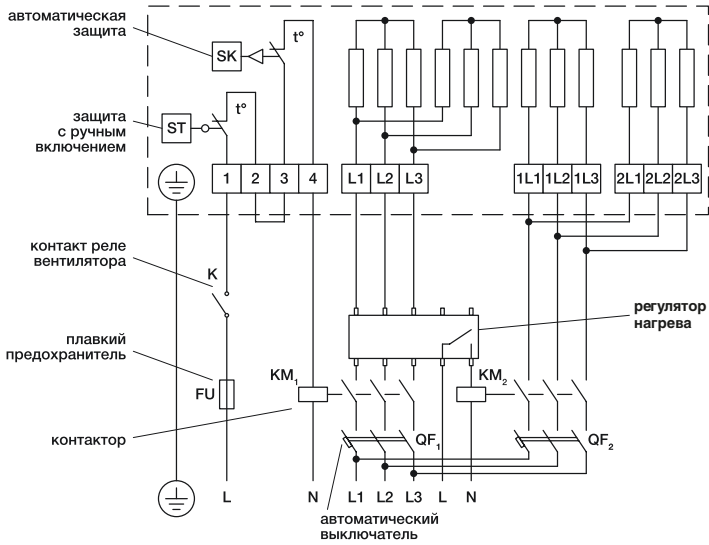 автоматическая
защита
SK
t°
защита
с ручным
включением
ST
t°
1 2 3 4
L1 L2 L3
1L1 1L2 1L3
2L1 2L2 2L3
контакт реле
вентилятора
K
регулятор
нагрева
плавкий
предохранитель
FU
KM1
KM2
контактор
QF1
QF2
L N L1 L2 L3 L N
автоматический
выключатель